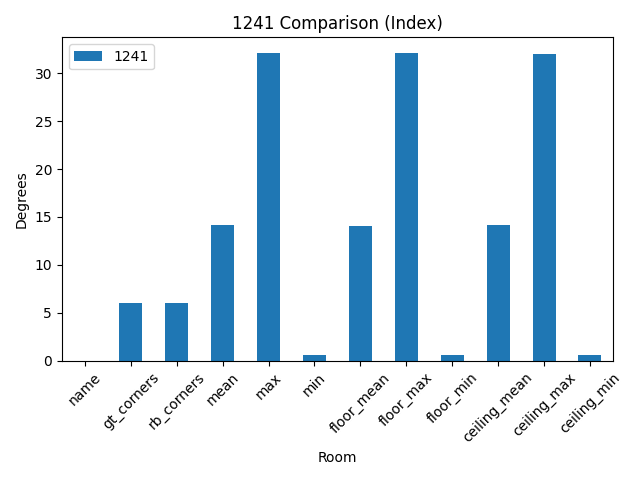 1241 Comparison (Index)
1241
Degrees
30
25
20
15
10
5
0
name
gt_corners
rb_corners
mean
max
min
floor_mean
floor_max
floor_min
ceiling_mean
ceiling_max
ceiling_min
Room